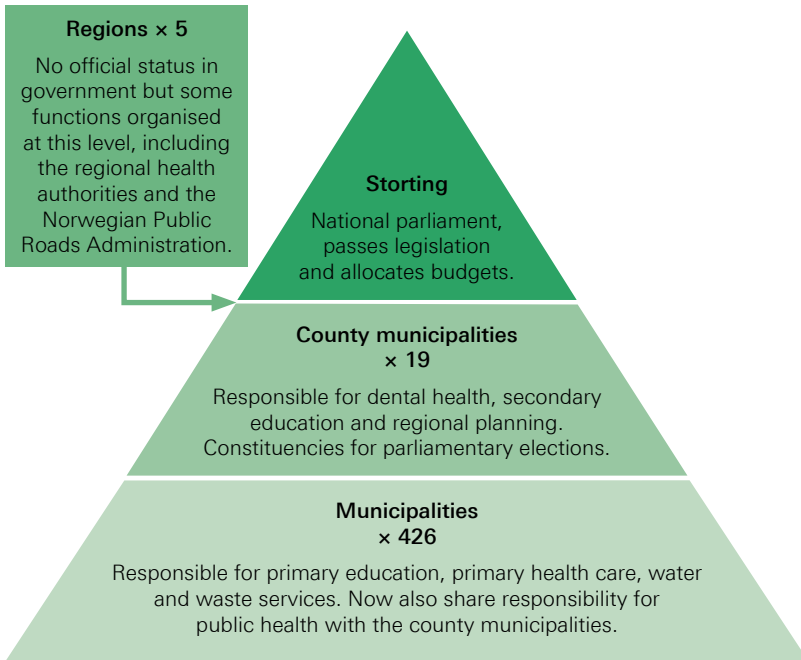 Regions × 5
No official status in
government but some
functions organised
at this level, including
the regional health
authorities and the
Norwegian Public
Roads Administration.
Storting
National parliament,
passes legislation
and allocates budgets.
County municipalities
× 19
Responsible for dental health, secondary
education and regional planning.
Constituencies for parliamentary elections.
Municipalities
× 426
Responsible for primary education, primary health care, water
and waste services. Now also share responsibility for
public health with the county municipalities.